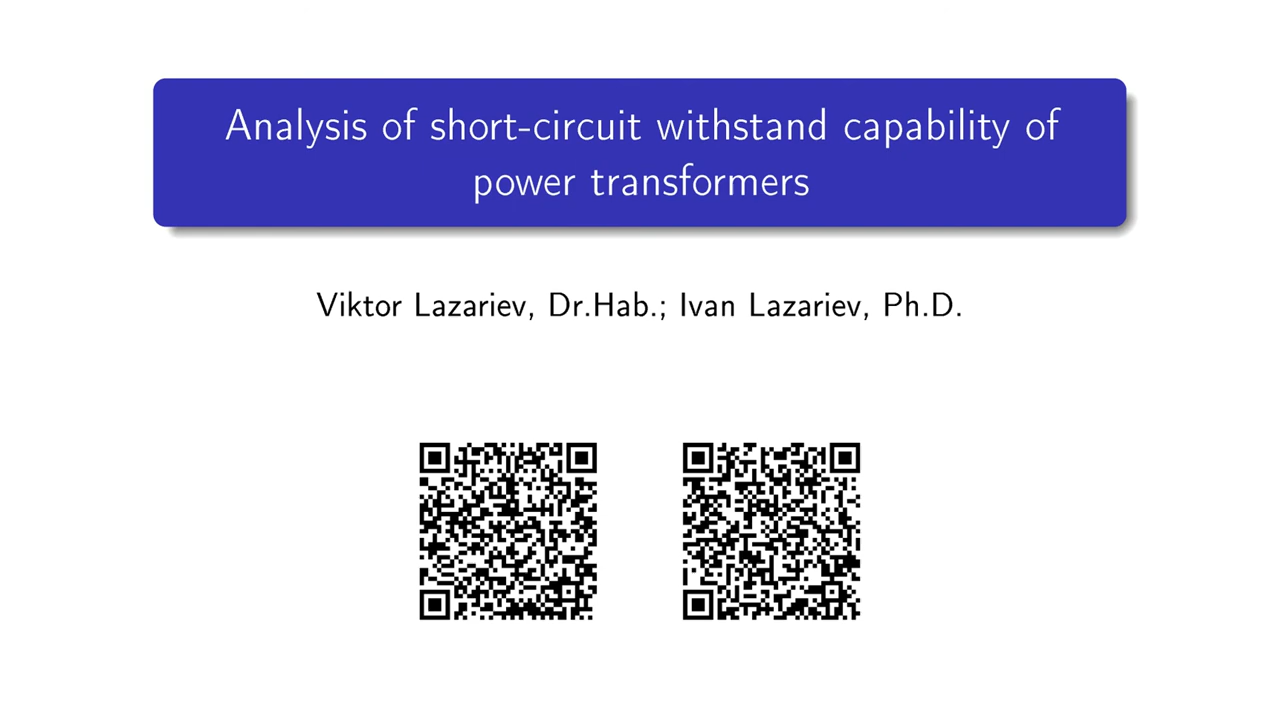 Analysis of short-circuit withstand capability of
power transformers
Viktor Lazariev, Dr.Hab.; Ivan Lazariev, Ph.D.